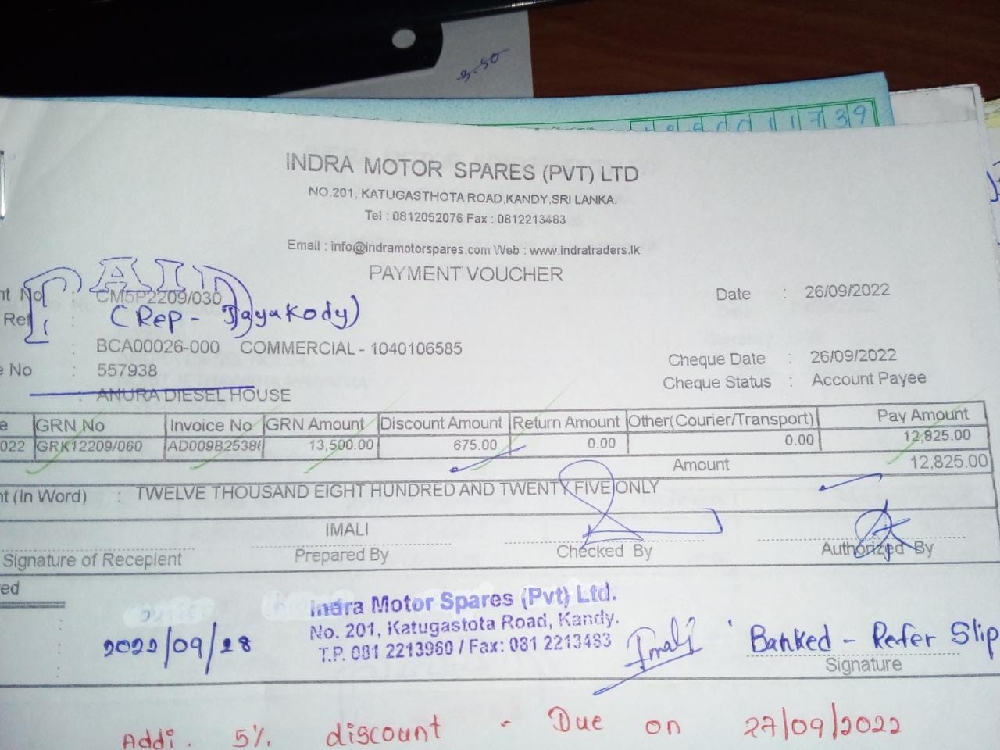 3.50
INDRA MOTOR SPARES (PVT) LTD
NO.201, KATUGASTHOTA ROAD,KANDY,SRI LANKA.
Tel : 0812052076 Fax : 0812213483
Email : info@indramotorspares.com Web : www.indratraders.lk
PAYMENT VOUCHER
PAID
nt No : CM5P2209/030 Date : 26/09/2022
Ref : (Rep - Jayakody)
: BCA00026-000 COMMERCIAL - 1040106585 Cheque Date : 26/09/2022
e No : 557938 Cheque Status : Account Payee
: ANURA DIESEL HOUSE
e GRN No Invoice No GRN Amount Discount Amount Return Amount Other(Courier/Transport) Pay Amount
022 GRK12209/060 AD009B2538 13,500.00 675.00 0.00 0.00 12,825.00
Amount 12,825.00
t (In Word) : TWELVE THOUSAND EIGHT HUNDRED AND TWENTY FIVE ONLY
IMALI
Signature of Recepient Prepared By Checked By Authorized By
ed
Indra Motor Spares (Pvt) Ltd.
No. 201, Katugastota Road, Kandy.
T.P. 081 2213960 / Fax: 081 2213483
2022/09/28 Imali Banked - Refer Slip
Signature
Addi. 5% discount - Due on 27/09/2022